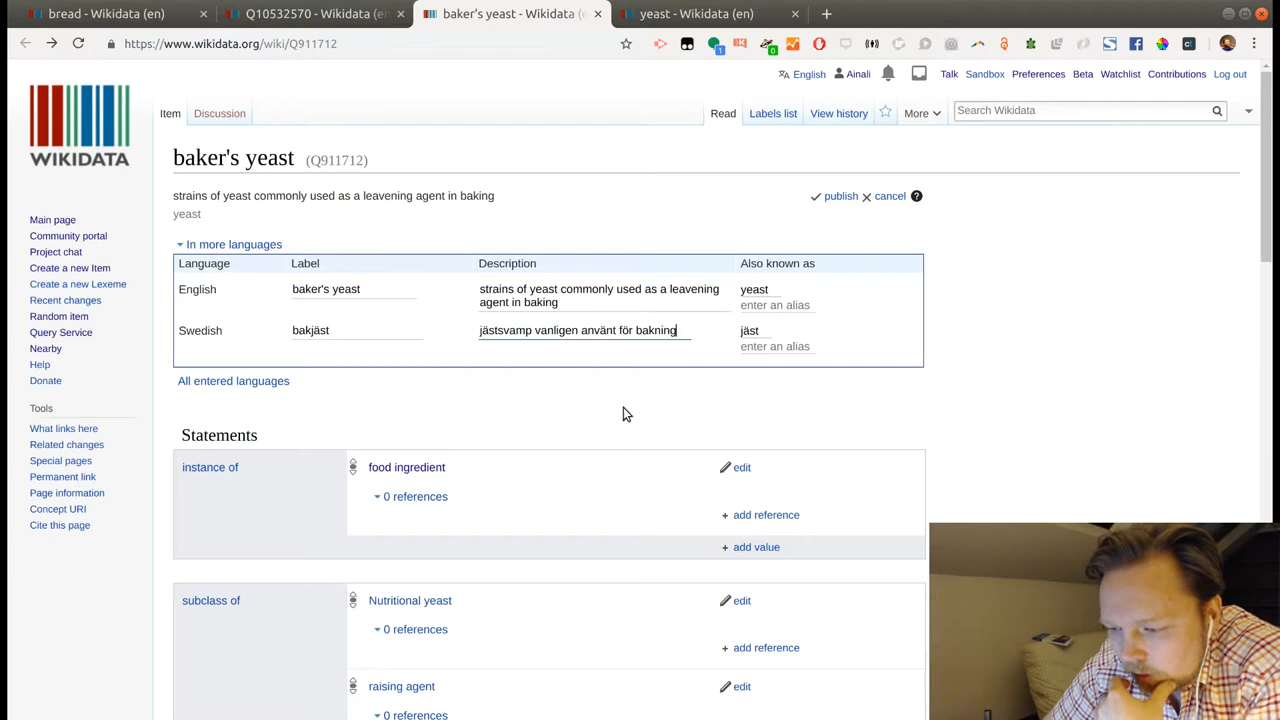 bread - Wikidata (en)
Q10532570 - Wikidata (en
baker's yeast - Wikidata (e
yeast - Wikidata (en)
https://www.wikidata.org/wiki/Q911712
1
0
English
Ainali
Talk
Sandbox
Preferences
Beta
Watchlist
Contributions
Log out
Item
Discussion
Read
Labels list
View history
More
Search Wikidata
WIKIDATA
baker's yeast (Q911712)
strains of yeast commonly used as a leavening agent in baking
yeast
publish
cancel
?
In more languages
Language Label Description Also known as
English baker's yeast strains of yeast commonly used as a leavening yeast
agent in baking enter an alias
Swedish bakjäst jästsvamp vanligen använt för bakning jäst
enter an alias
All entered languages
Main page
Community portal
Project chat
Create a new Item
Create a new Lexeme
Recent changes
Random item
Query Service
Nearby
Help
Donate
Tools
What links here
Related changes
Special pages
Permanent link
Page information
Concept URI
Cite this page
Statements
instance of food ingredient edit
0 references
+ add reference
+ add value
subclass of Nutritional yeast edit
0 references
+ add reference
raising agent edit
0 references